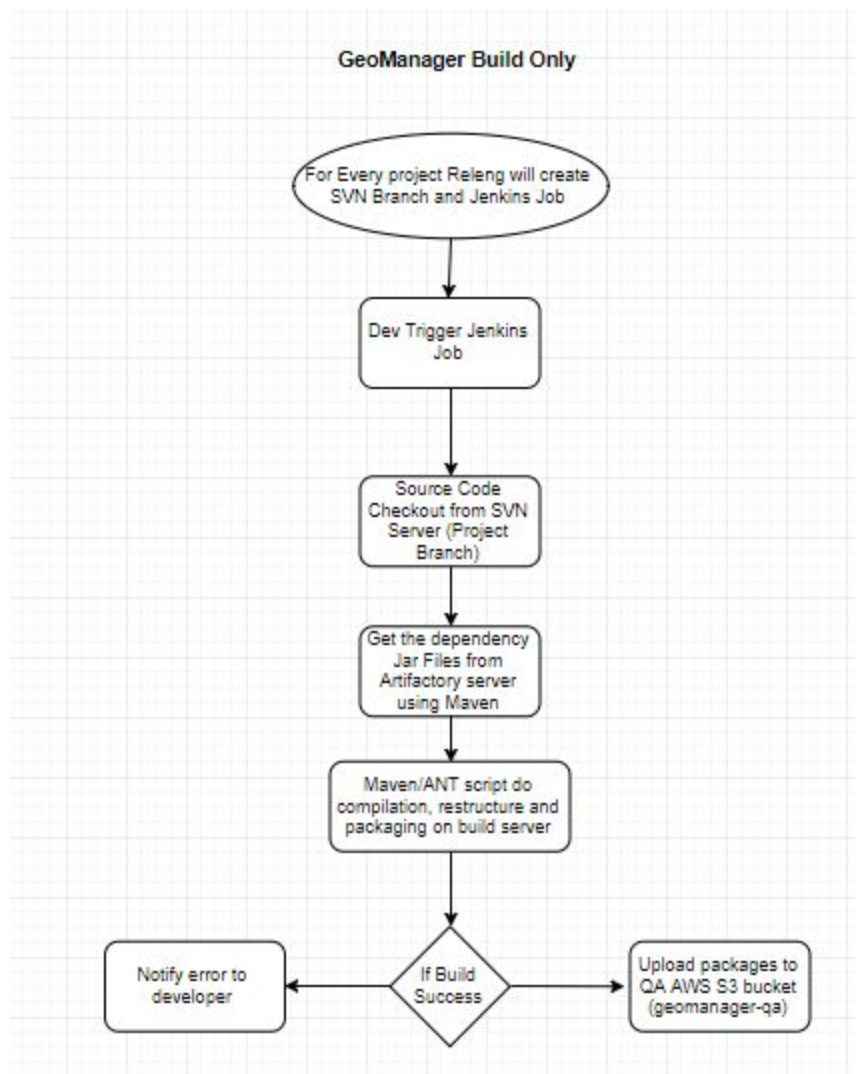 GeoManager Build Only
For Every project Releng will create
SVN Branch and Jenkins Job
Dev Trigger Jenkins
Job
Source Code
Checkout from SVN
Server (Project
Branch)
Get the dependency
Jar Files from
Artifactory server
using Maven
Maven/ANT script do
compilation, restructure and
packaging on build server
Notify error to
developer
If Build
Success
Upload packages to
QA AWS S3 bucket
(geomanager-qa)